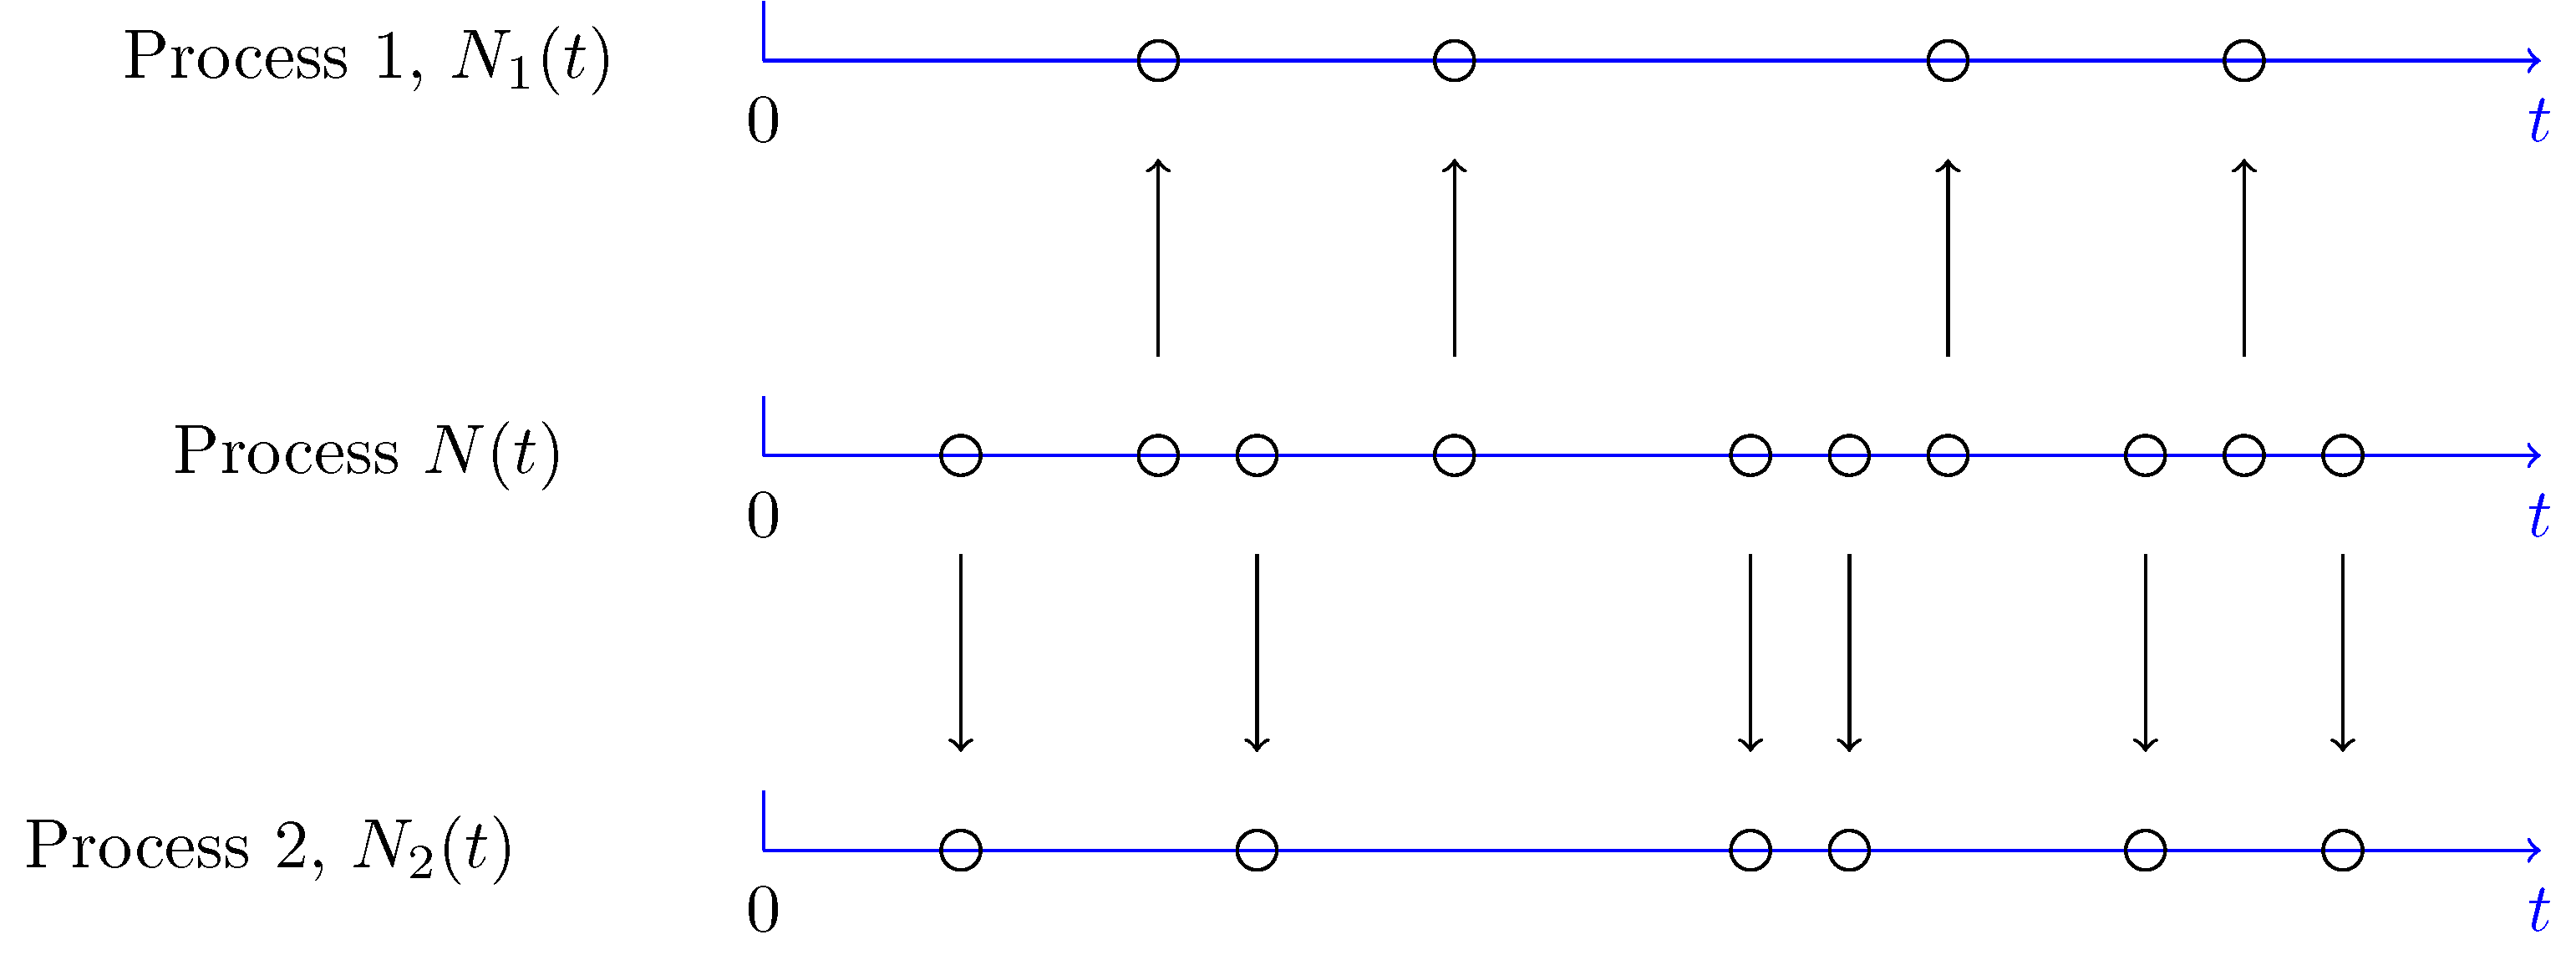 Process 1, N₁(t)
0
t
Process N(t)
0
t
Process 2, N₂(t)
0
t